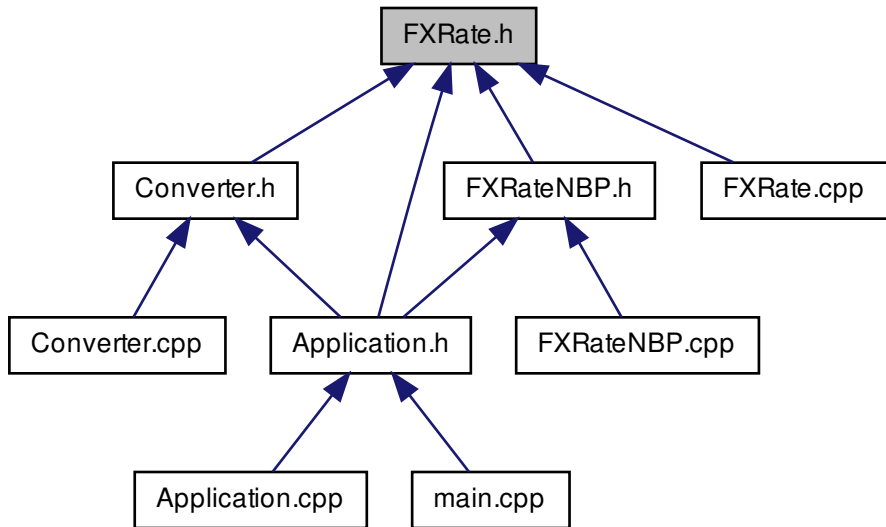 FXRate.h
Converter.h
FXRateNBP.h
FXRate.cpp
Converter.cpp
Application.h
FXRateNBP.cpp
Application.cpp
main.cpp